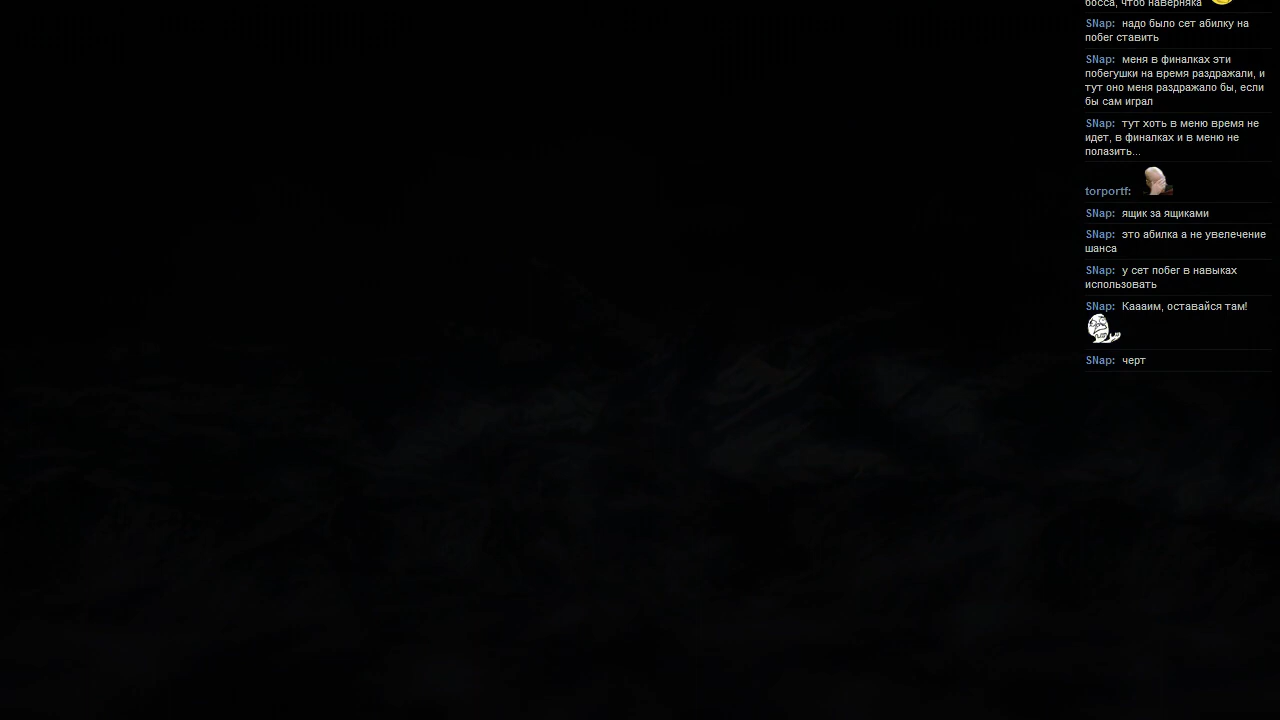 босса, чтоб наверняка
SNap: надо было сет абилку на
побег ставить
SNap: меня в финалках эти
побегушки на время раздражали, и
тут оно меня раздражало бы, если
бы сам играл
SNap: тут хоть в меню время не
идет, в финалках и в меню не
полазить...
torportf:
SNap: ящик за ящиками
SNap: это абилка а не увелечение
шанса
SNap: у сет побег в навыках
использовать
SNap: Каааим, оставайся там!
SNap: черт